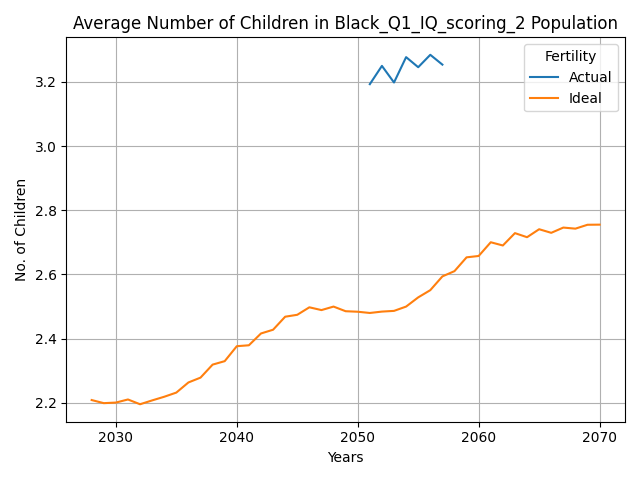 Average Number of Children in Black_Q1_IQ_scoring_2 Population
Fertility
Actual
Ideal
3.2
3.0
2.8
2.6
2.4
2.2
No. of Children
2030
2040
2050
2060
2070
Years